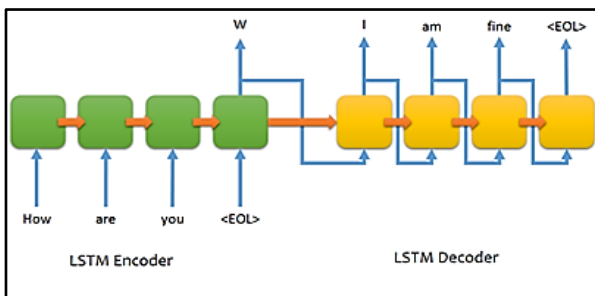 W I am fine <EOL>
How are you <EOL>
LSTM Encoder LSTM Decoder